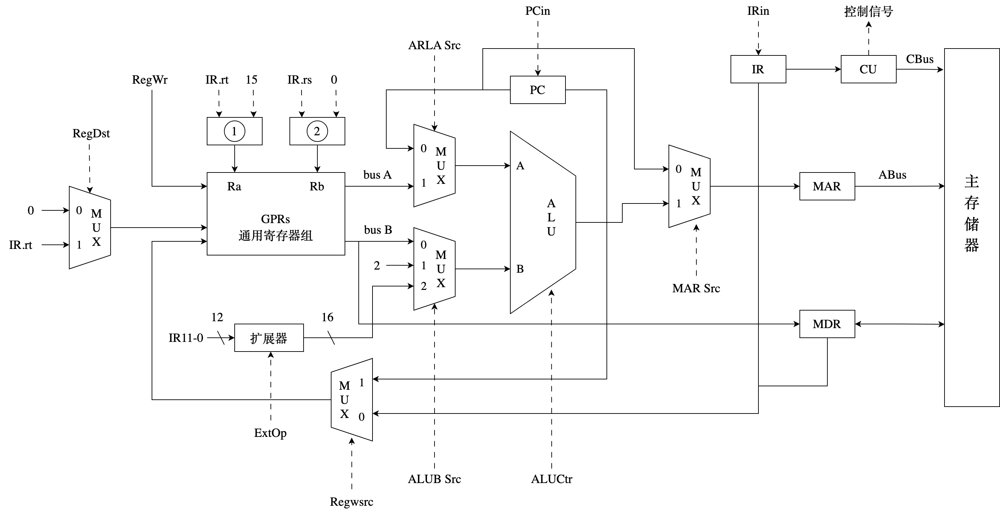 PCin
IRin
控制信号
ARLA Src
CBus
RegWr
IR.rt
15
IR.rs
0
IR
CU
PC
1
2
RegDst
0
1
M
U
X
A
0
1
M
U
X
Ra
Rb
bus A
MAR
ABus
主
存
储
器
0
IR.rt
0
1
M
U
X
GPRs
通用寄存器组
bus B
0
1
2
M
U
X
2
B
A
L
U
MAR Src
12
16
IR11-0
扩展器
MDR
1
0
M
U
X
ExtOp
ALUB Src
ALUCtr
Regwsrc